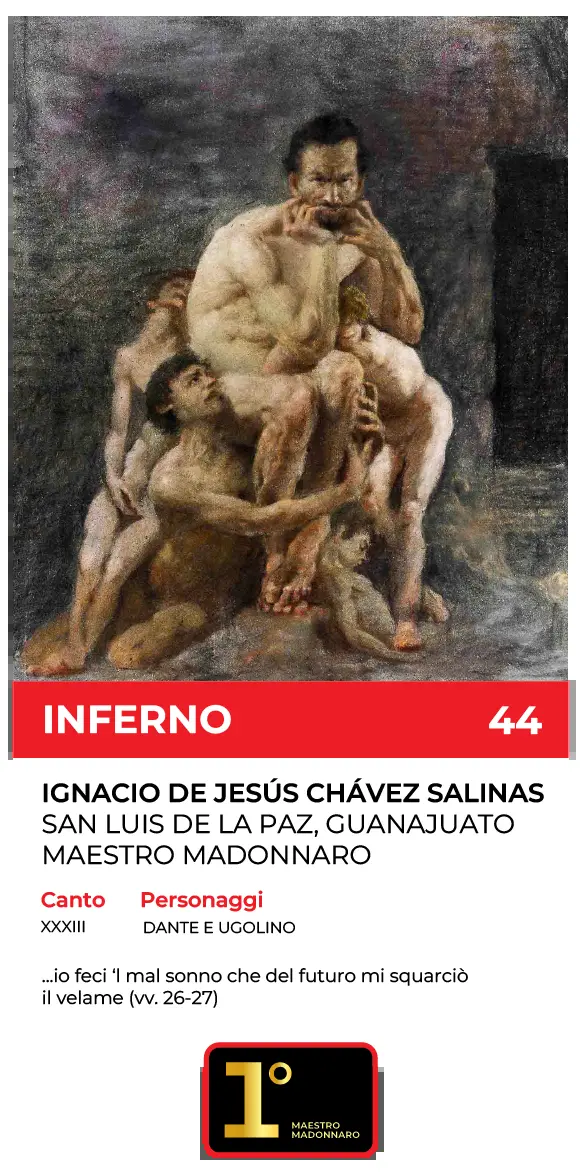 INFERNO 44
IGNACIO DE JESÚS CHÁVEZ SALINAS
SAN LUIS DE LA PAZ, GUANAJUATO
MAESTRO MADONNARO
Canto Personaggi
XXXIII DANTE E UGOLINO
...io feci ‘l mal sonno che del futuro mi squarciò
il velame (vv. 26-27)
1°
MAESTRO
MADONNARO